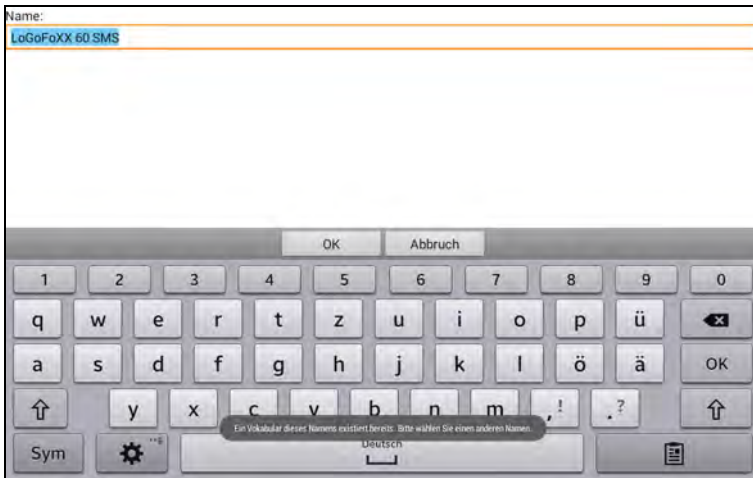 Name:
LoGoFoXX 60 SMS
OK Abbruch
1 2 3 4 5 6 7 8 9 0
q w e r t z u i o p ü
a s d f g h j k l ö ä OK
y x c v b n m , ! . ?
Ein Vokabular dieses Namens existiert bereits. Bitte wählen Sie einen anderen Namen.
Sym Deutsch